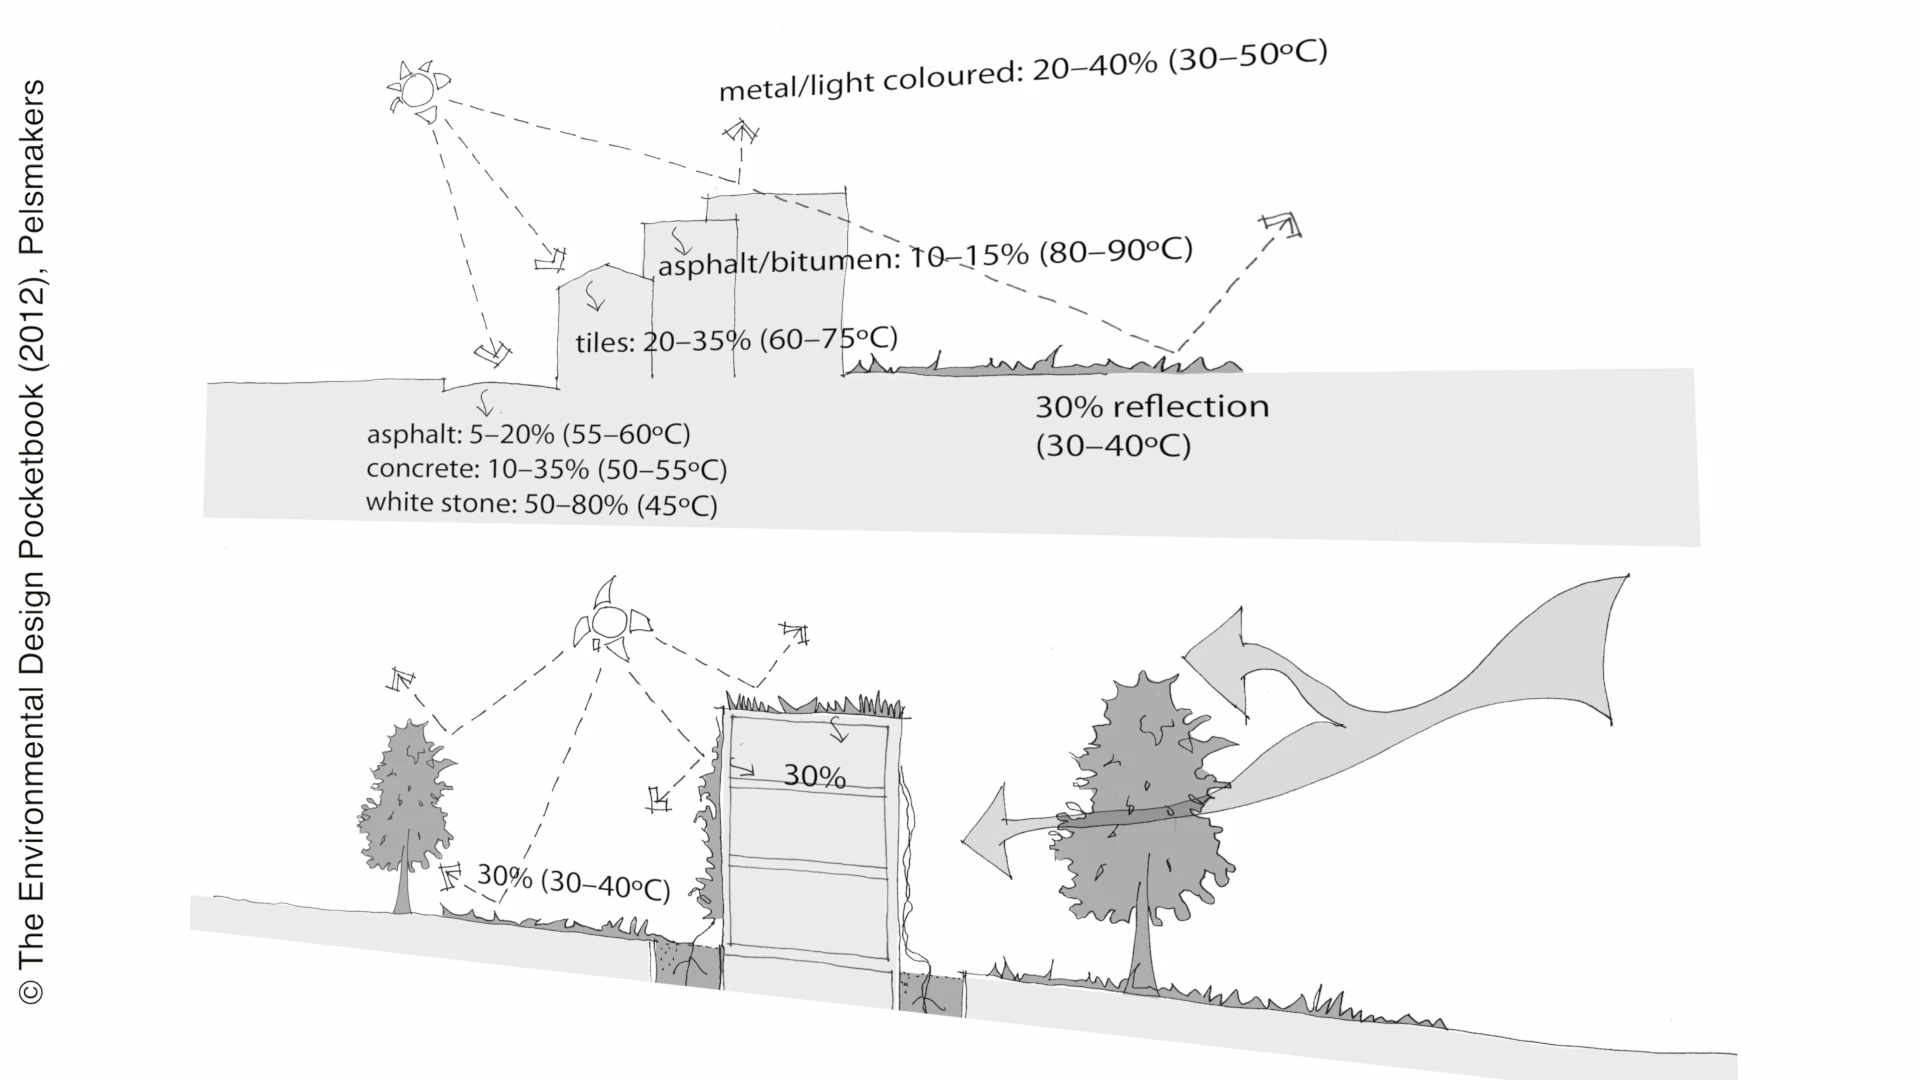 © The Environmental Design Pocketbook (2012), Pelsmakers
metal/light coloured: 20–40% (30–50ºC)
asphalt/bitumen: 10–15% (80–90ºC)
tiles: 20–35% (60–75ºC)
asphalt: 5–20% (55–60ºC)
concrete: 10–35% (50–55ºC)
white stone: 50–80% (45ºC)
30% reflection
(30–40ºC)
30%
30% (30–40ºC)